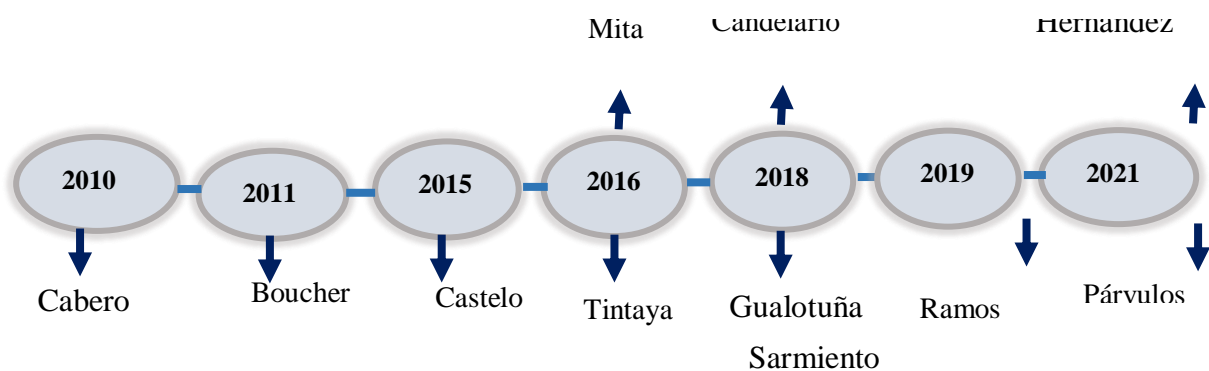 Mita
Candelario
Hernández
2010
2011
2015
2016
2018
2019
2021
Cabero
Boucher
Castelo
Tintaya
Gualotuña
Sarmiento
Ramos
Párvulos